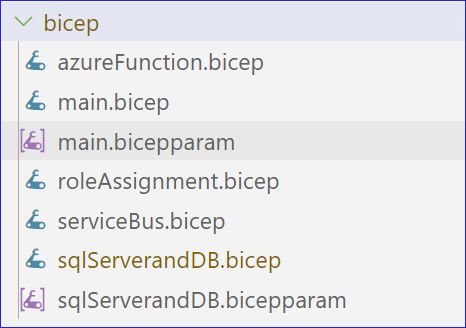 bicep
azureFunction.bicep
main.bicep
main.bicepparam
roleAssignment.bicep
serviceBus.bicep
sqlServerandDB.bicep
sqlServerandDB.bicepparam